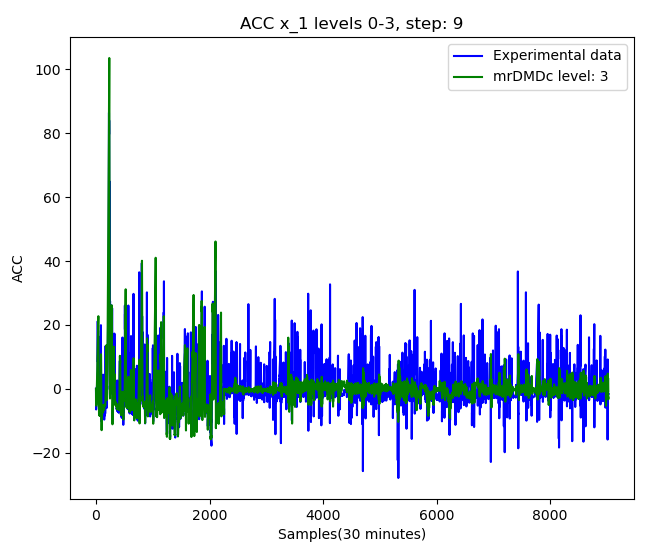 ACC x_1 levels 0-3, step: 9
Experimental data
mrDMDc level: 3
100
80
60
40
20
0
−20
ACC
0 2000 4000 6000 8000
Samples(30 minutes)